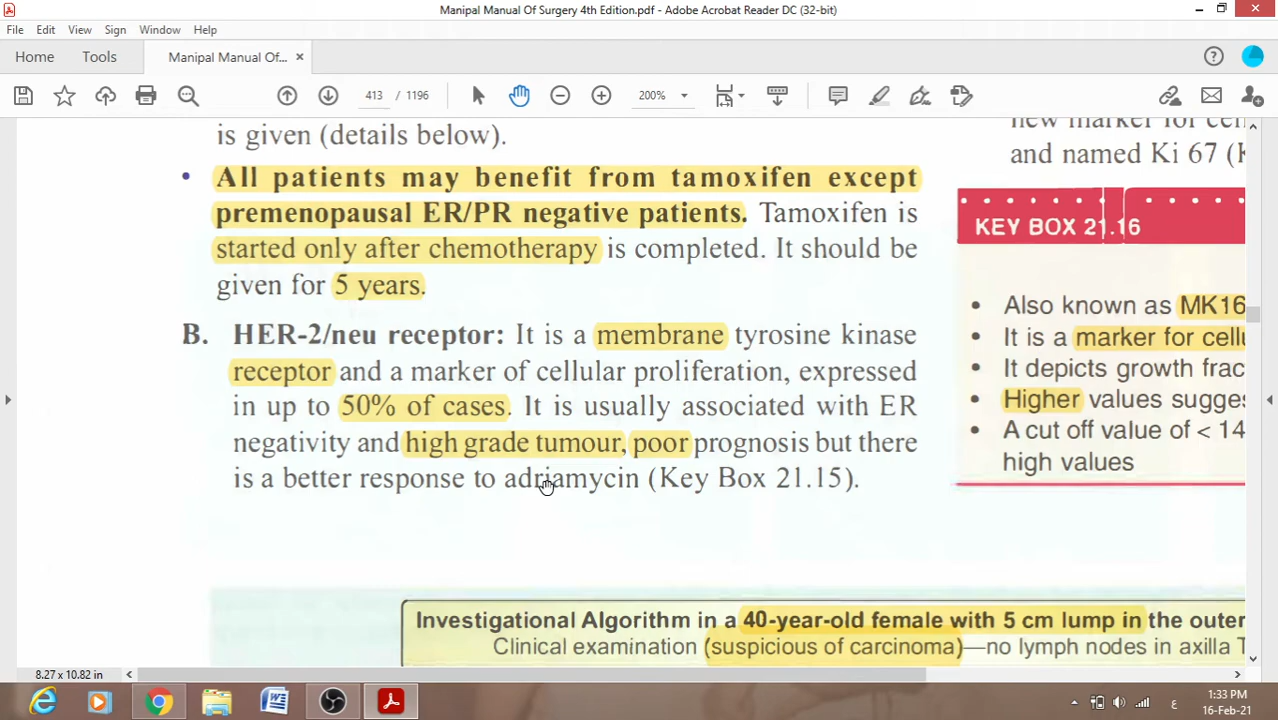 Manipal Manual Of Surgery 4th Edition.pdf - Adobe Acrobat Reader DC (32-bit)
File Edit View Sign Window Help
Home Tools Manipal Manual Of... ×
413 / 1196 200%
is given (details below).
• All patients may benefit from tamoxifen except
premenopausal ER/PR negative patients. Tamoxifen is
started only after chemotherapy is completed. It should be
given for 5 years.
B. HER-2/neu receptor: It is a membrane tyrosine kinase
receptor and a marker of cellular proliferation, expressed
in up to 50% of cases. It is usually associated with ER
negativity and high grade tumour, poor prognosis but there
is a better response to adriamycin (Key Box 21.15).
new marker for cel
and named Ki 67 (K
KEY BOX 21.16
• Also known as MK16
• It is a marker for cell
• It depicts growth frac
• Higher values sugges
• A cut off value of < 14
high values
Investigational Algorithm in a 40-year-old female with 5 cm lump in the outer
Clinical examination (suspicious of carcinoma)—no lymph nodes in axilla T
8.27 x 10.82 in
ع
1:33 PM
16-Feb-21